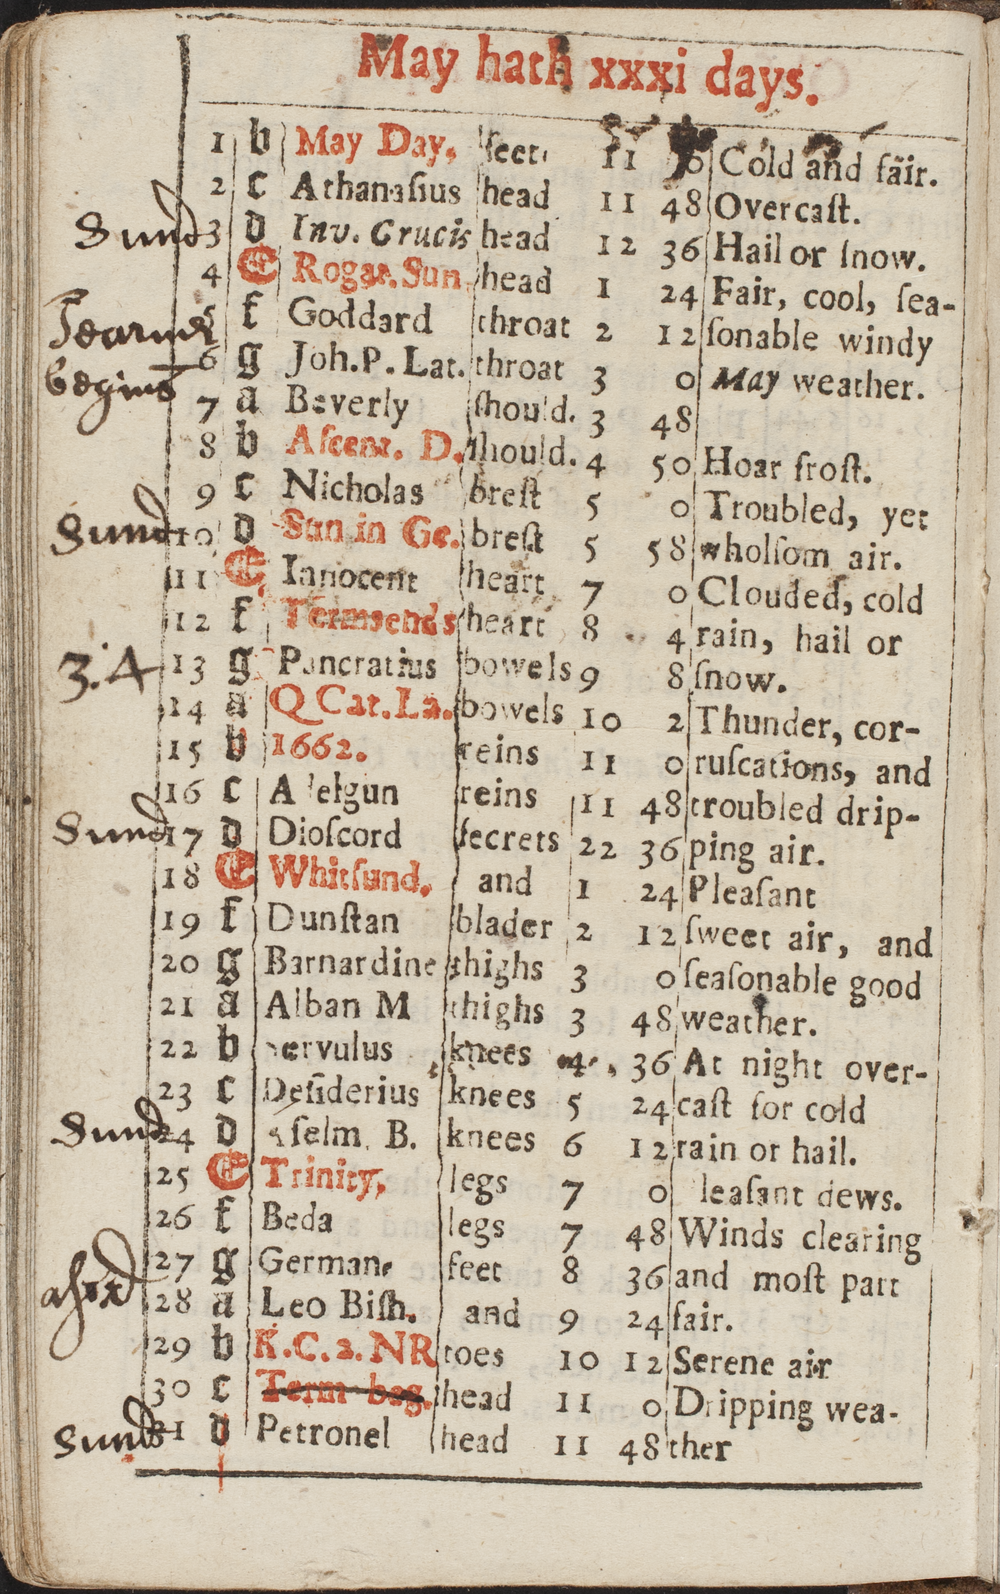 May hath xxxi days.
1 b May Day. feet 11 0 Cold and fair.
2 c Athanasius head 11 48 Overcaſt.
Sund 3 d Inv. Crucis head 12 36 Hail or ſnow.
4 E Rogat. Sun head 1 24 Fair, cool, ſea-
5 f Goddard throat 2 12 ſonable windy
begins 6 g Joh. P. Lat. throat 3 0 May weather.
7 a Beverly ſhould. 3 48
8 b Aſcent. D. ſhould. 4 50 Hoar froſt.
9 c Nicholas breſt 5 0 Troubled, yet
Sund 10 d Sun in Ge. breſt 5 58 wholſom air.
11 E Innocent heart 7 0 Clouded, cold
12 f Term ends heart 8 4 rain, hail or
3.4 13 g Pancratius bowels 9 8 ſnow.
14 a Q Cat. La. bowels 10 2 Thunder, cor-
15 b 1662. reins 11 0 ruſcations, and
16 c A elgun reins 11 48 troubled drip-
Sund 17 d Dioſcord ſecrets 22 36 ping air.
18 E Whitſund. and 1 24 Pleaſant
19 f Dunſtan blader 2 12 ſweet air, and
20 g Barnardine thighs 3 0 ſeaſonable good
21 a Alban M thighs 3 48 weather.
22 b ervulus knees 4 36 At night over-
23 c Deſiderius knees 5 24 caſt for cold
Sund 24 d ſelm. B. knees 6 12 rain or hail.
25 E Trinity, legs 7 0 leaſant dews.
26 f Beda legs 7 48 Winds clearing
27 g German, feet 8 36 and moſt part
28 a Leo Biſh. and 9 24 fair.
29 b K.C.2.NR toes 10 12 Serene air
30 c Term beg. head 11 0 Dripping wea-
Sund 31 d Petronel head 11 48 ther